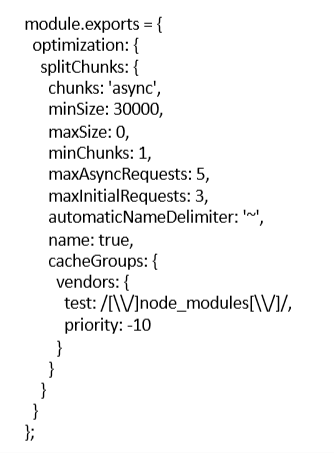 module.exports = {
  optimization: {
    splitChunks: {
      chunks: 'async',
      minSize: 30000,
      maxSize: 0,
      minChunks: 1,
      maxAsyncRequests: 5,
      maxInitialRequests: 3,
      automaticNameDelimiter: '~',
      name: true,
      cacheGroups: {
        vendors: {
          test: /[\\/]node_modules[\\/]/,
          priority: -10
        }
      }
    }
  }
};